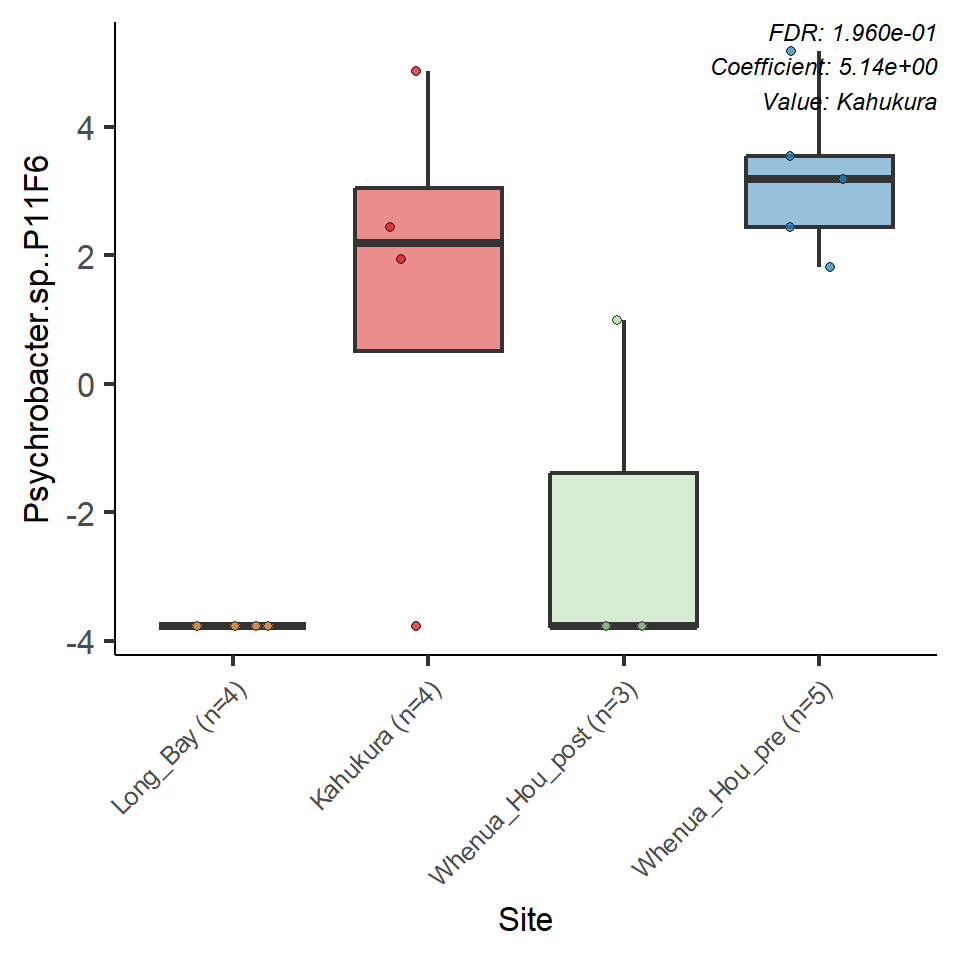 FDR: 1.960e-01
Coefficient: 5.14e+00
Value: Kahukura
Psychrobacter.sp..P11F6
4
2
0
-2
-4
Long_Bay (n=4)
Kahukura (n=4)
Whenua_Hou_post (n=3)
Whenua_Hou_pre (n=5)
Site